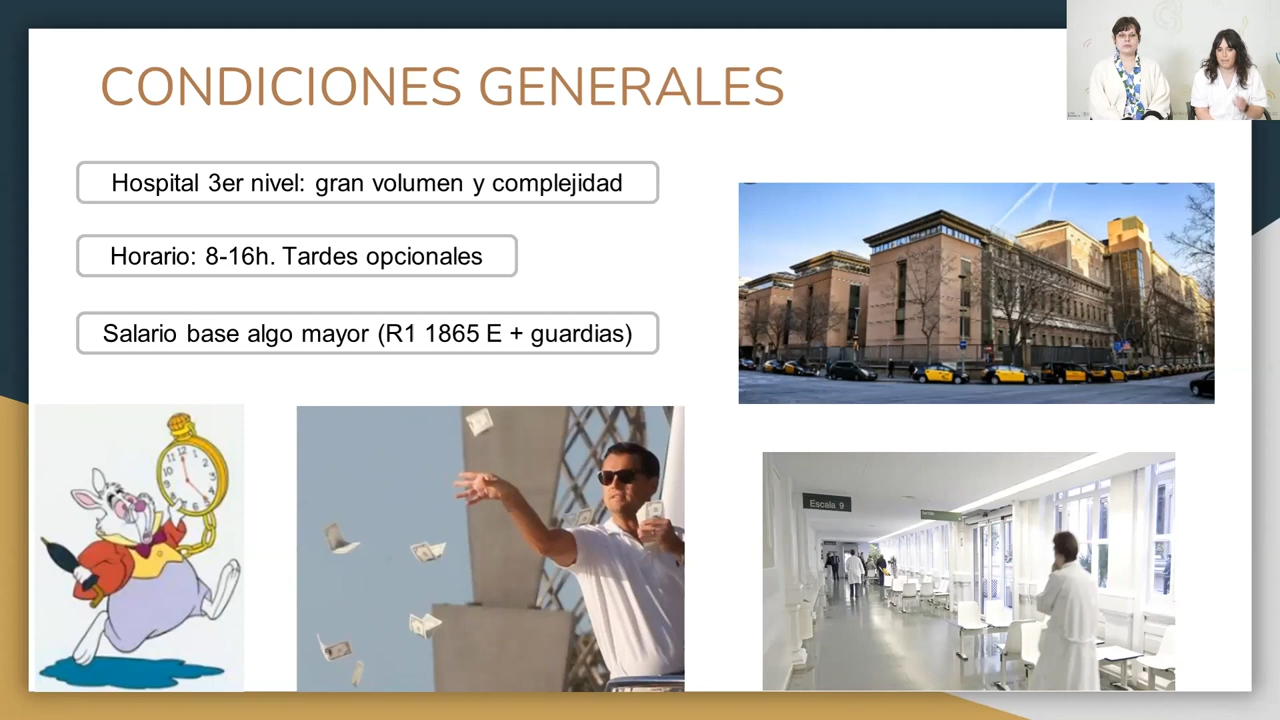 CONDICIONES GENERALES
Hospital 3er nivel: gran volumen y complejidad
Horario: 8-16h. Tardes opcionales
Salario base algo mayor (R1 1865 E + guardias)
12
Escala 9